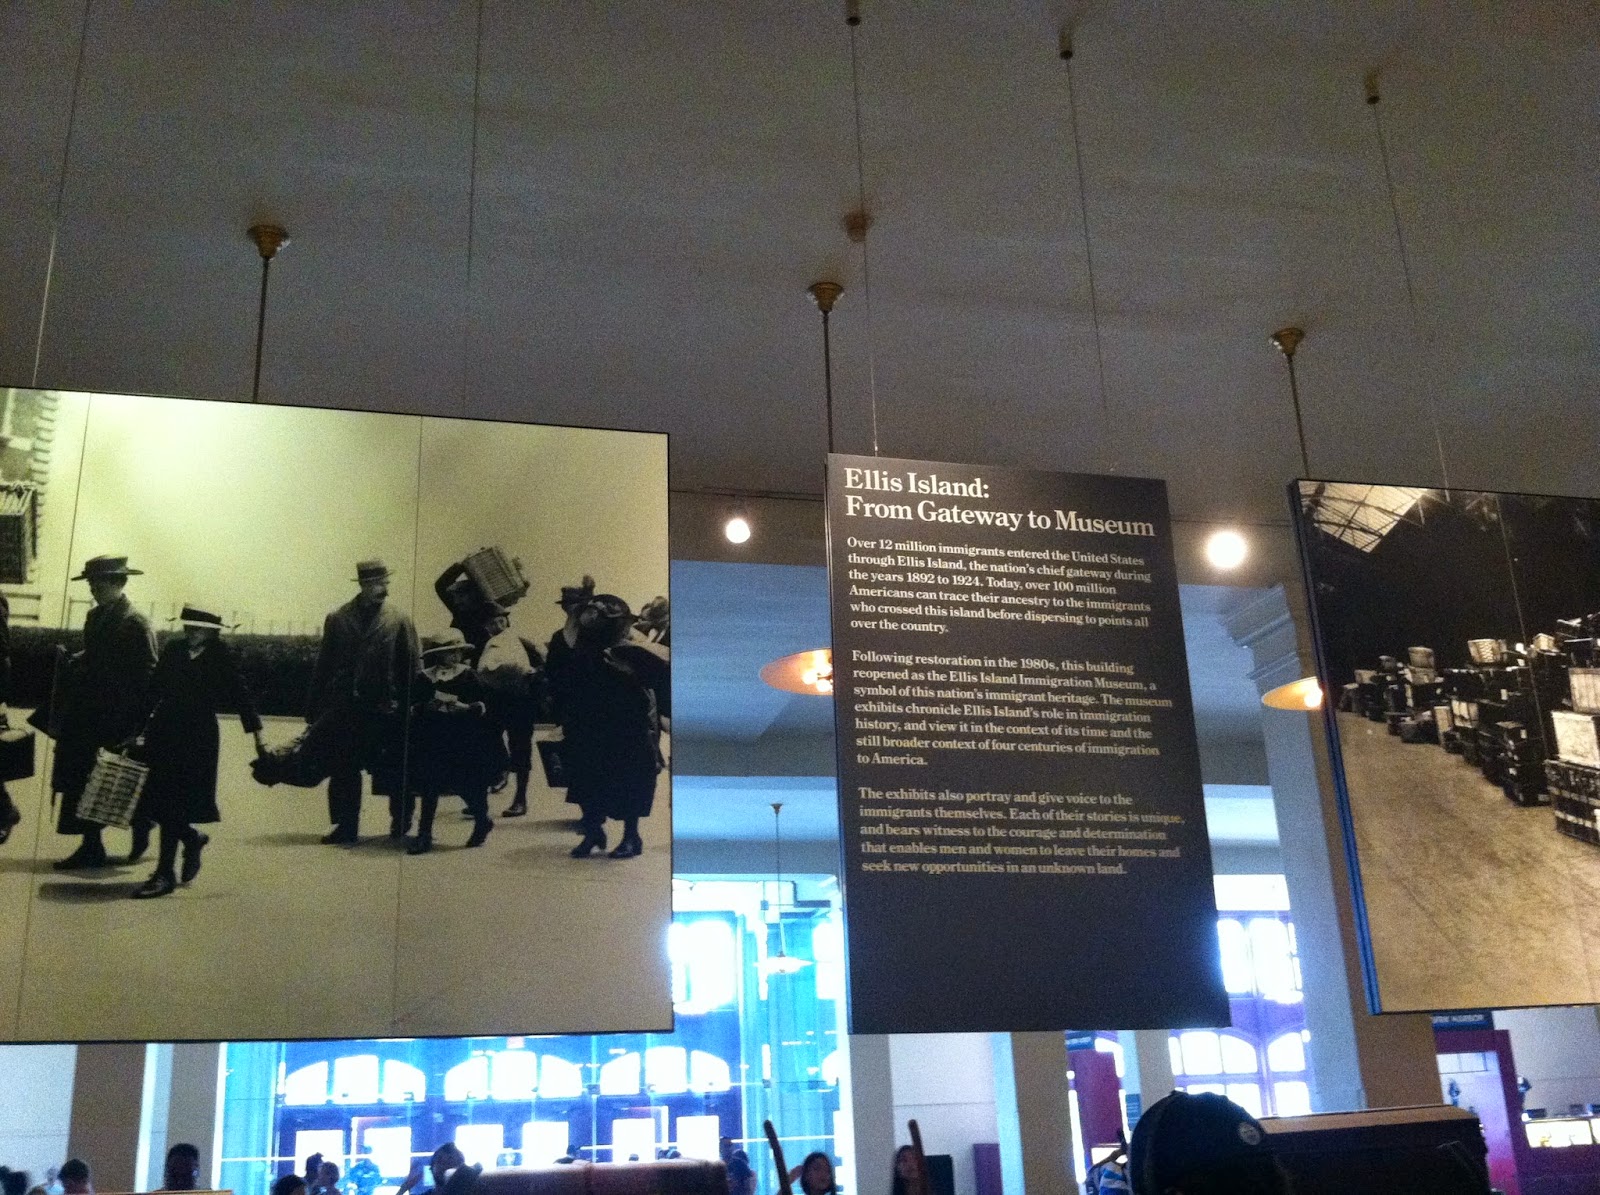 Ellis Island:
From Gateway to Museum
Over 12 million immigrants entered the United States
through Ellis Island, the nation's chief gateway during
the years 1892 to 1924. Today, over 100 million
Americans can trace their ancestry to the immigrants
who crossed this island before dispersing to points all
over the country.
Following restoration in the 1980s, this building
reopened as the Ellis Island Immigration Museum, a
symbol of this nation's immigrant heritage. The museum
exhibits chronicle Ellis Island's role in immigration
history, and view it in the context of its time and the
still broader context of four centuries of immigration
to America.
The exhibits also portray and give voice to the
immigrants themselves. Each of their stories is unique,
and bears witness to the courage and determination
that enables men and women to leave their homes and
seek new opportunities in an unknown land.